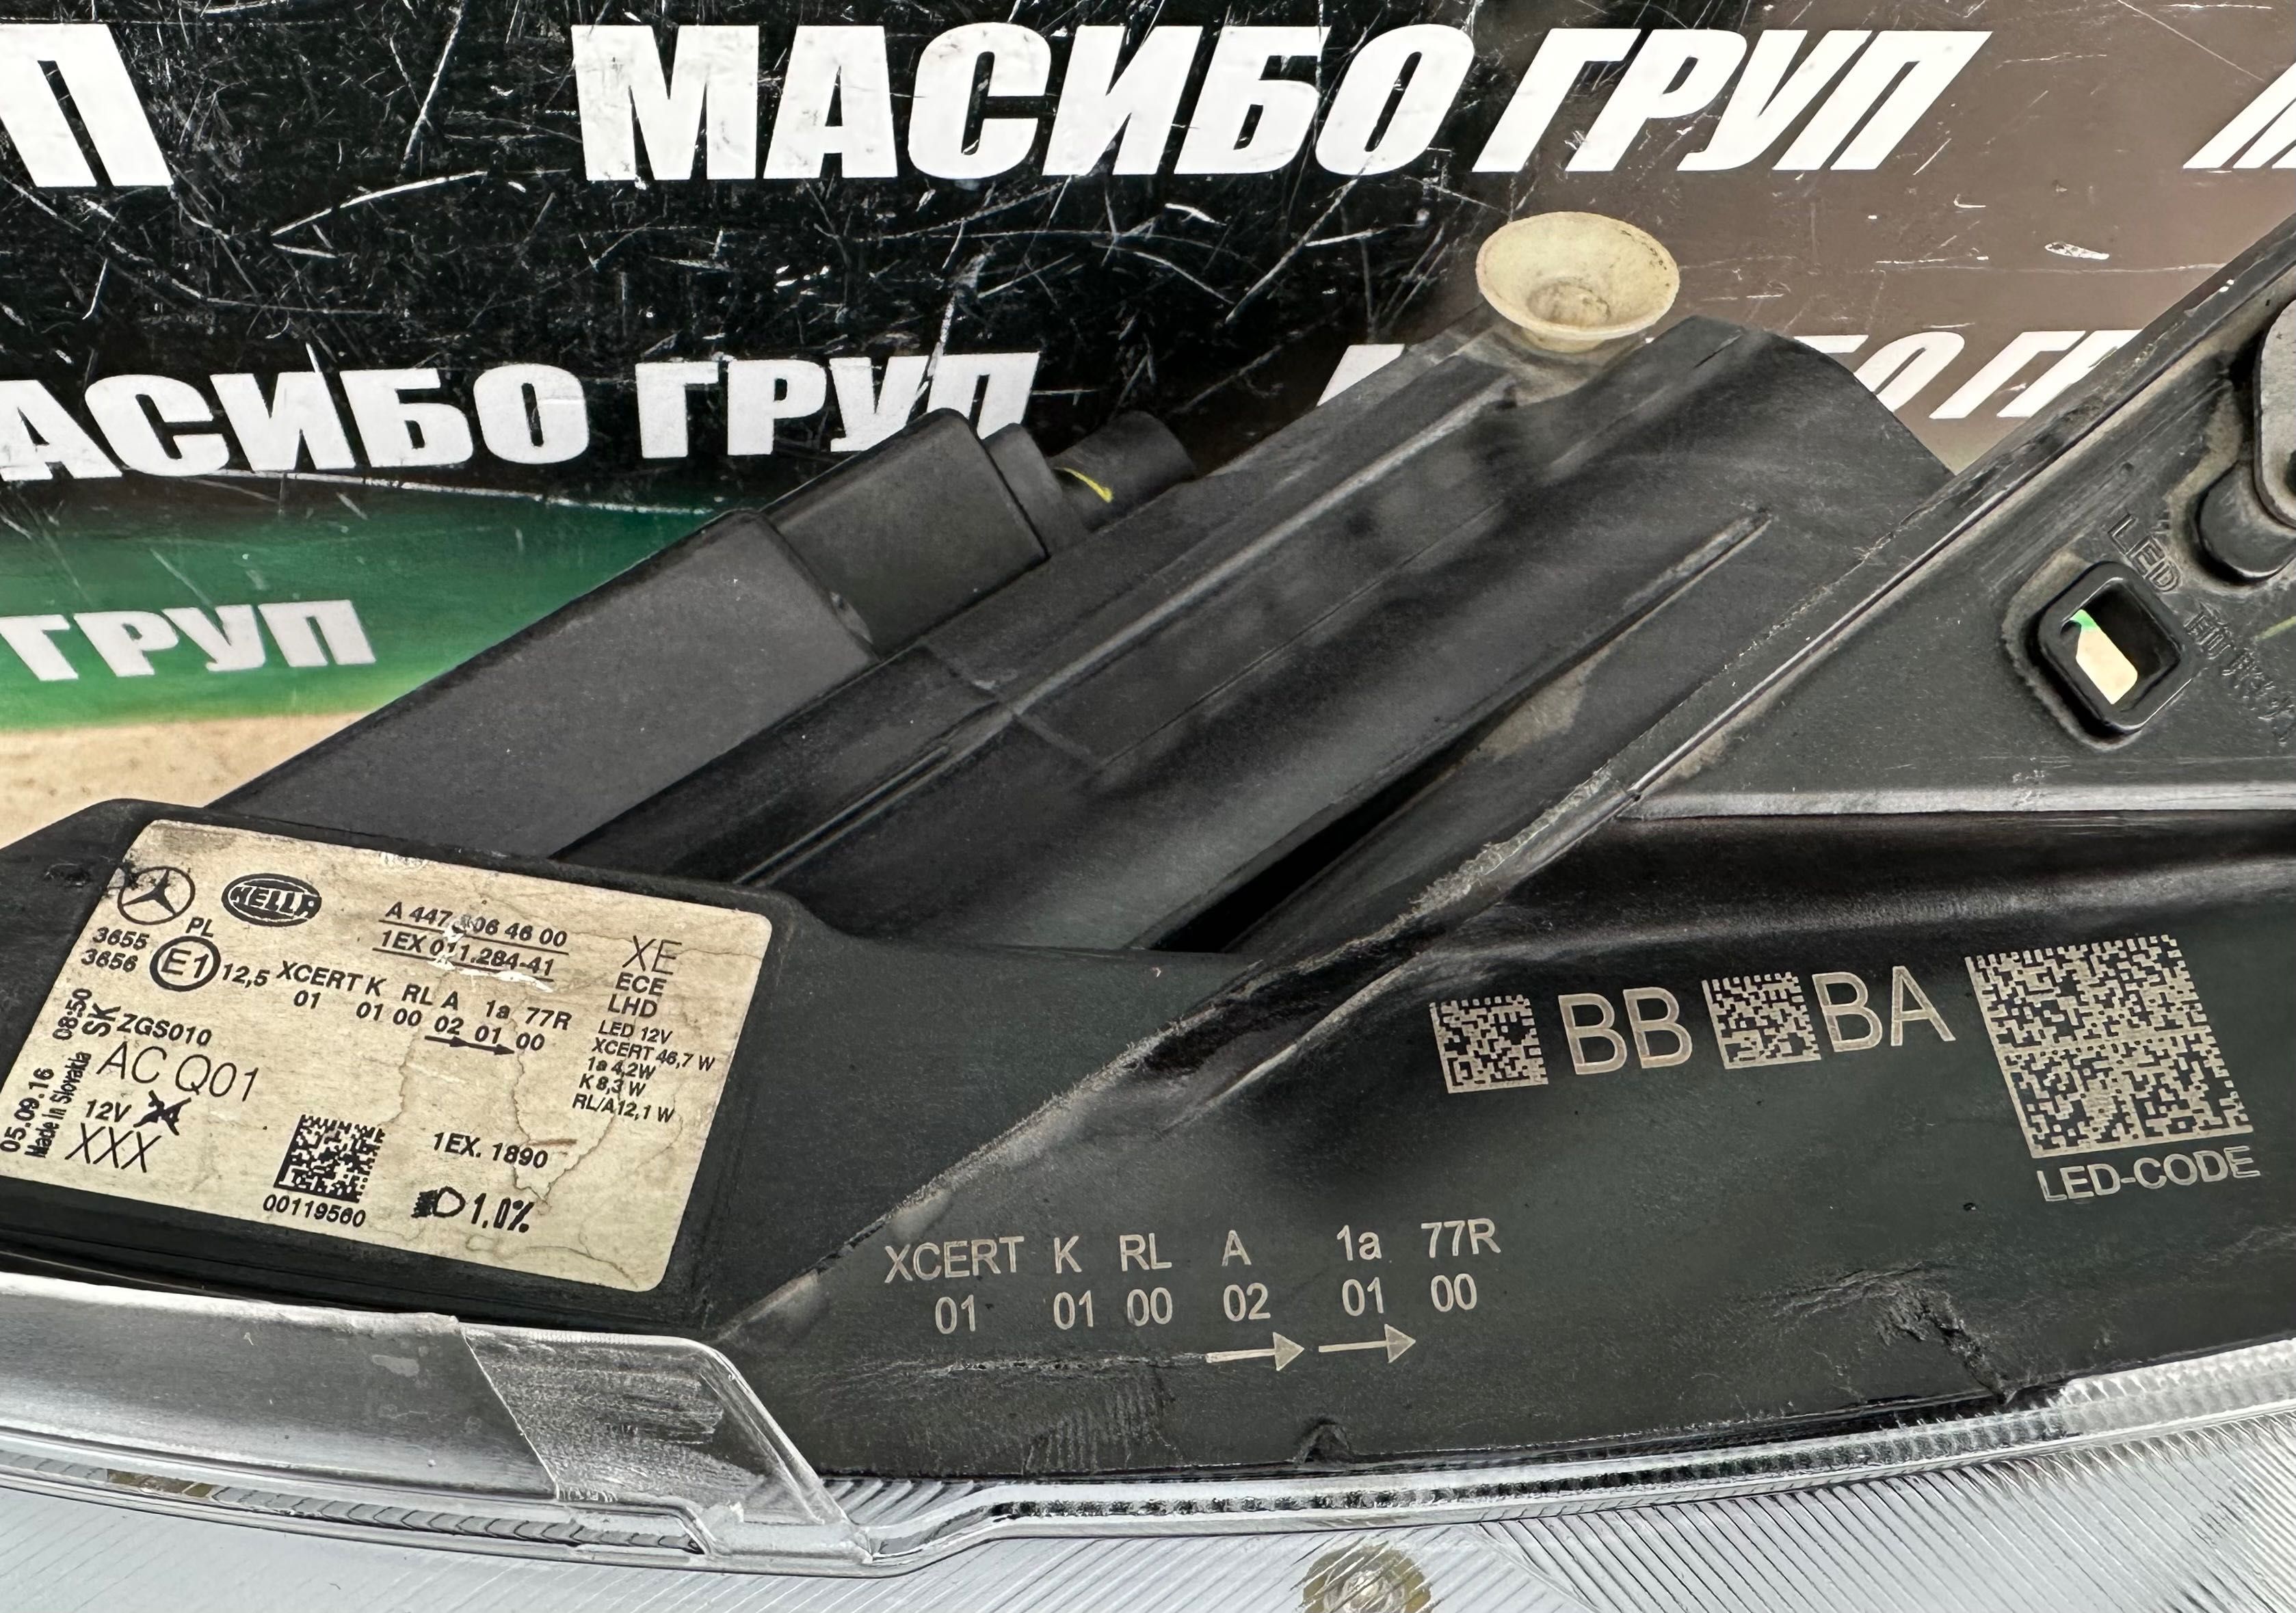 МАСИБО ГРУП
МАСИБО ГРУП
ГРУП
LED
HELLA
A 447 906 46 00
1EX 011.284-41
XE
ECE
LHD
PL
3655
3656
E1
12,5
XCERT K RL A 1a 77R
01 01 00 02 01 00
LED 12V
XCERT 46,7 W
1a 4,2W
K 8,3 W
RL/A12,1 W
05.09.16 08:50
Made in Slovakia SK
ZGS010
AC Q01
12V
XXX
00119560
1EX. 1890
1,0%
BB BA
LED-CODE
XCERT K RL A 1a 77R
01 01 00 02 01 00